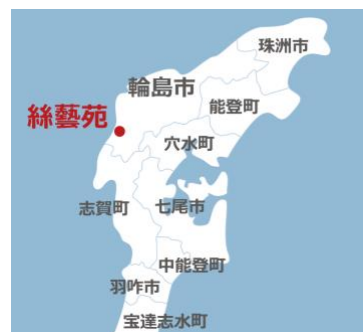 珠洲市
輪島市
能登町
絲藝苑
穴水町
志賀町
七尾市
中能登町
羽咋市
宝達志水町